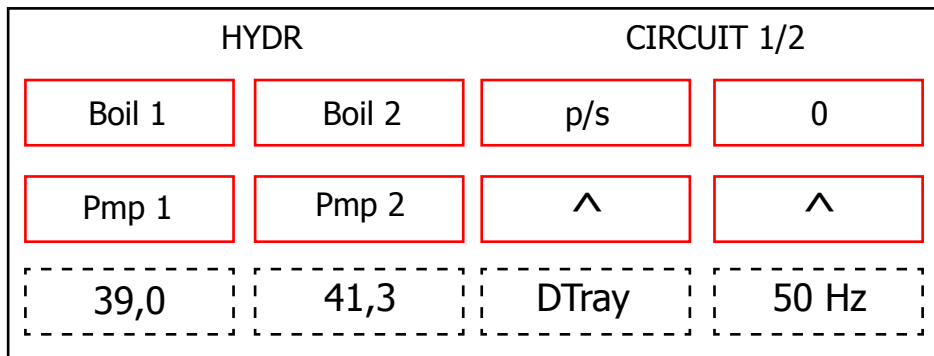 HYDR CIRCUIT 1/2
Boil 1 Boil 2 p/s 0
Pmp 1 Pmp 2 ^ ^
39,0 41,3 DTray 50 Hz